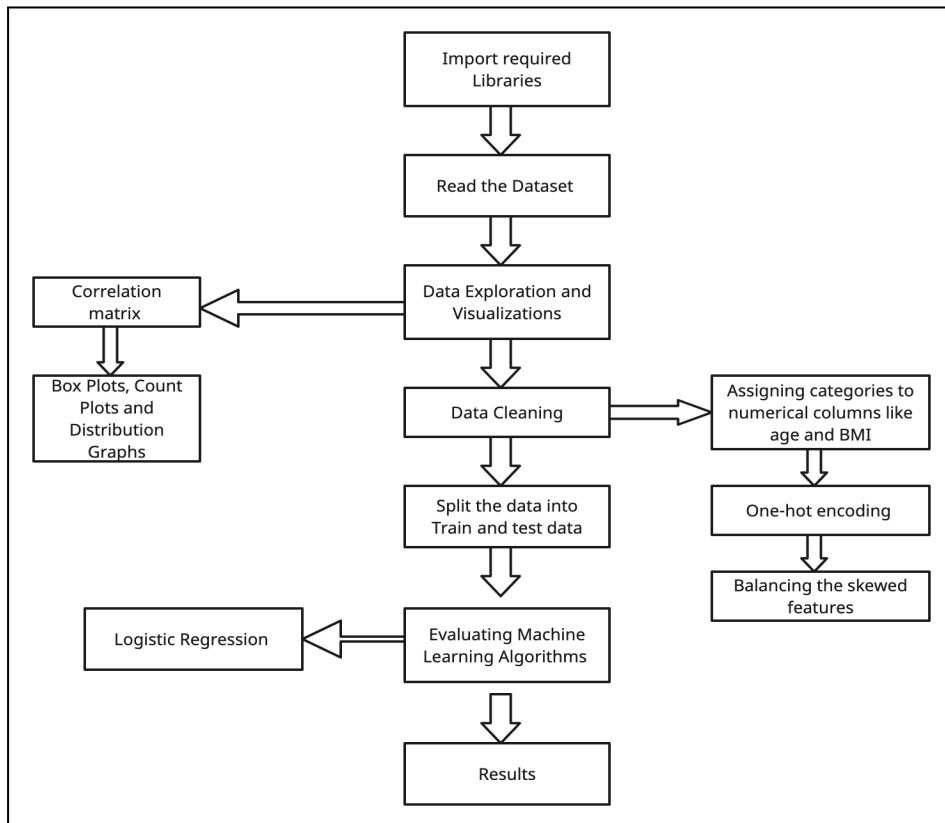 Import required
Libraries
Read the Dataset
Data Exploration and
Visualizations
Correlation
matrix
Box Plots, Count
Plots and
Distribution
Graphs
Data Cleaning
Assigning categories to
numerical columns like
age and BMI
One-hot encoding
Balancing the skewed
features
Split the data into
Train and test data
Evaluating Machine
Learning Algorithms
Logistic Regression
Results